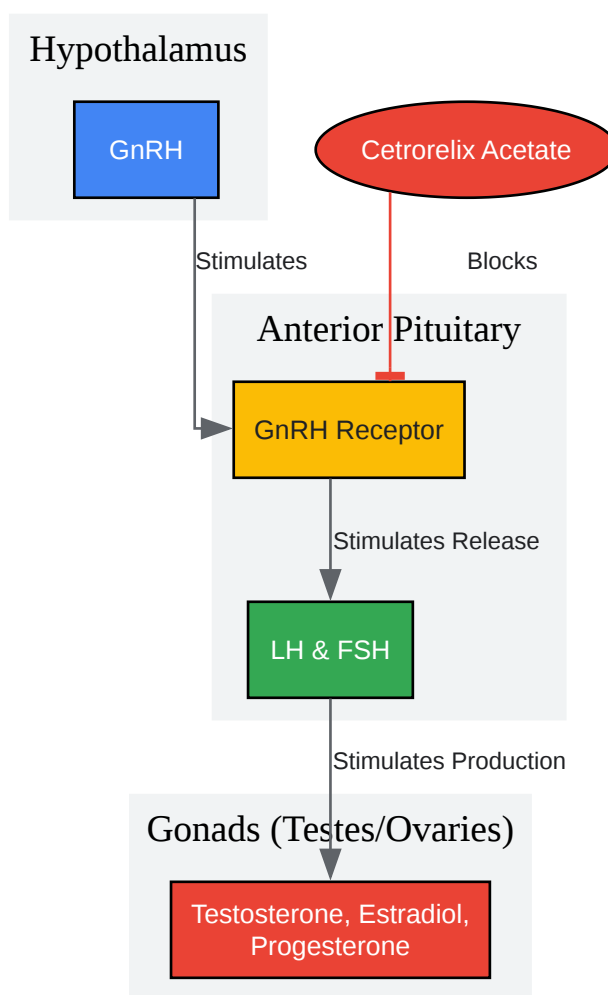 Hypothalamus
GnRH
Cetrorelix Acetate
Stimulates
Blocks
Anterior Pituitary
GnRH Receptor
Stimulates Release
LH & FSH
Stimulates Production
Gonads (Testes/Ovaries)
Testosterone, Estradiol,
Progesterone